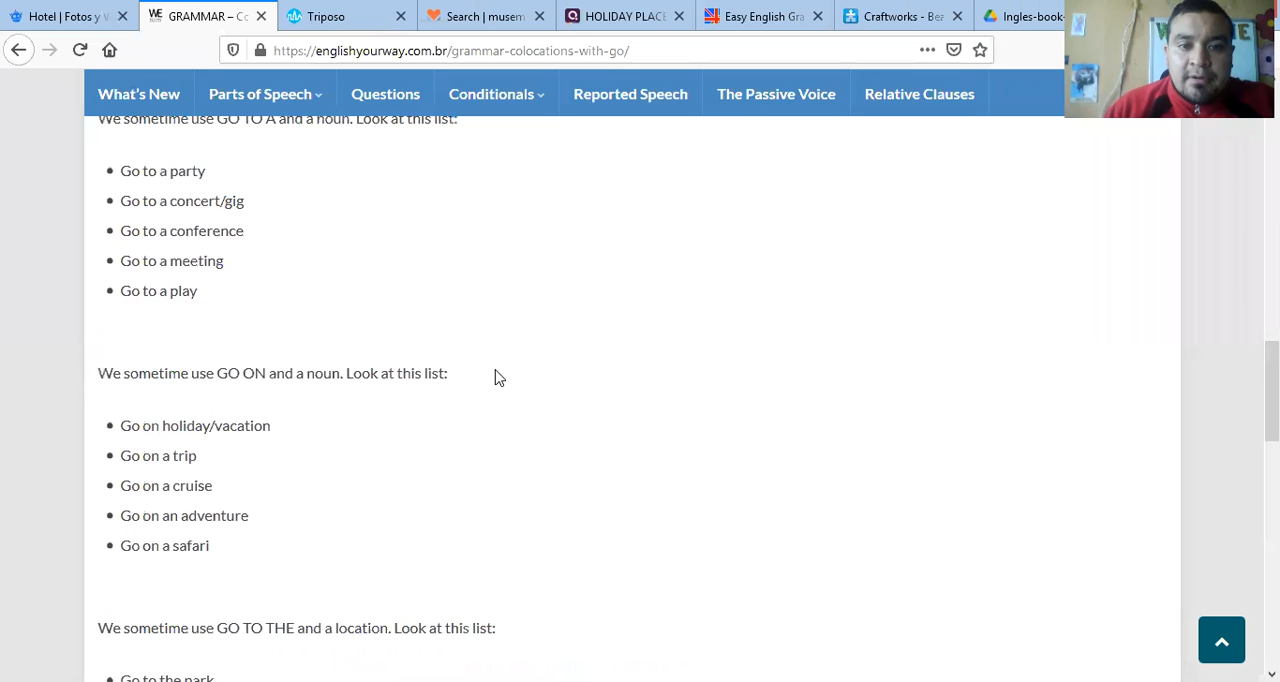 Hotel | Fotos y V
GRAMMAR – Co
Triposo
Search | musem
HOLIDAY PLACE
Easy English Gra
Craftworks - Bea
Ingles-book-
https://englishyourway.com.br/grammar-colocations-with-go/
What's New
Parts of Speech
Questions
Conditionals
Reported Speech
The Passive Voice
Relative Clauses
We sometime use GO TO A and a noun. Look at this list:
Go to a party
Go to a concert/gig
Go to a conference
Go to a meeting
Go to a play
We sometime use GO ON and a noun. Look at this list:
Go on holiday/vacation
Go on a trip
Go on a cruise
Go on an adventure
Go on a safari
We sometime use GO TO THE and a location. Look at this list:
Go to the park